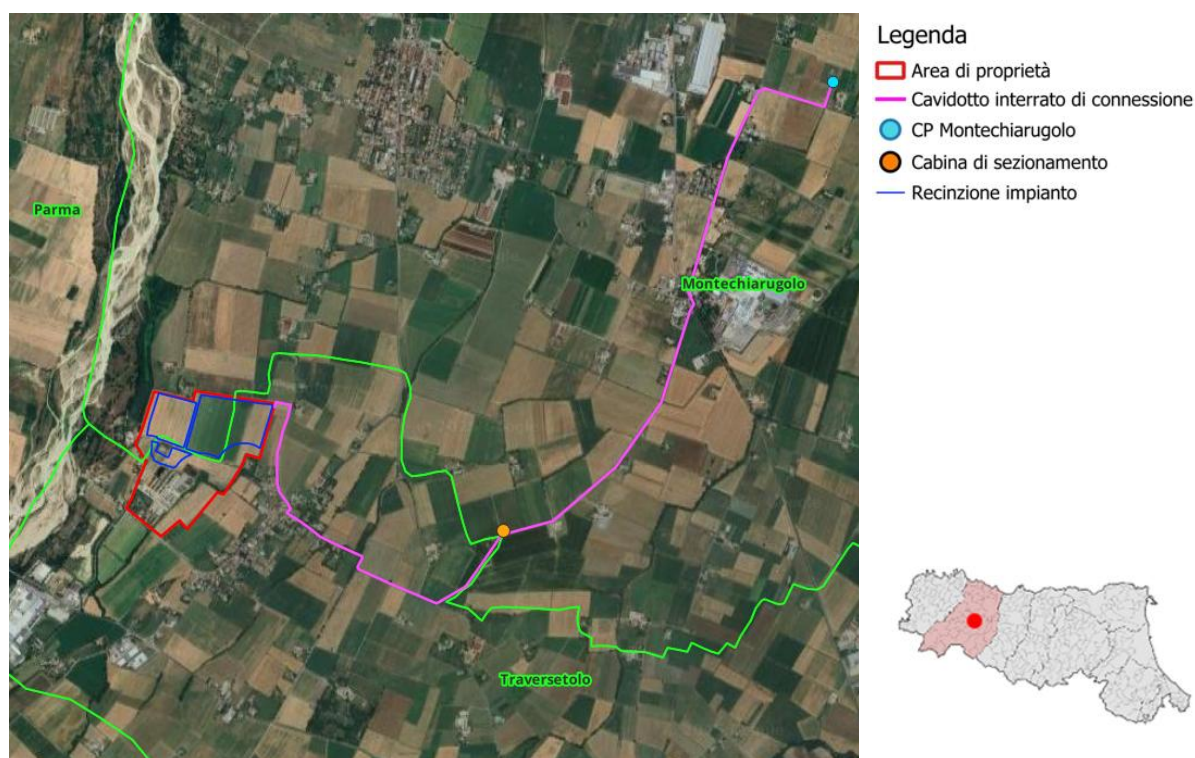 Parma
Montechiarugolo
Traversetolo
Legenda
Area di proprietà
Cavidotto interrato di connessione
CP Montechiarugolo
Cabina di sezionamento
Recinzione impianto